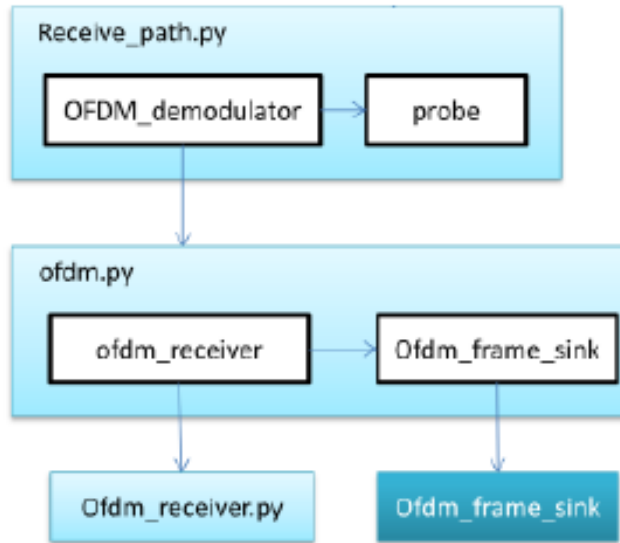 Receive_path.py
OFDM_demodulator
probe
ofdm.py
ofdm_receiver
Ofdm_frame_sink
Ofdm_receiver.py
Ofdm_frame_sink